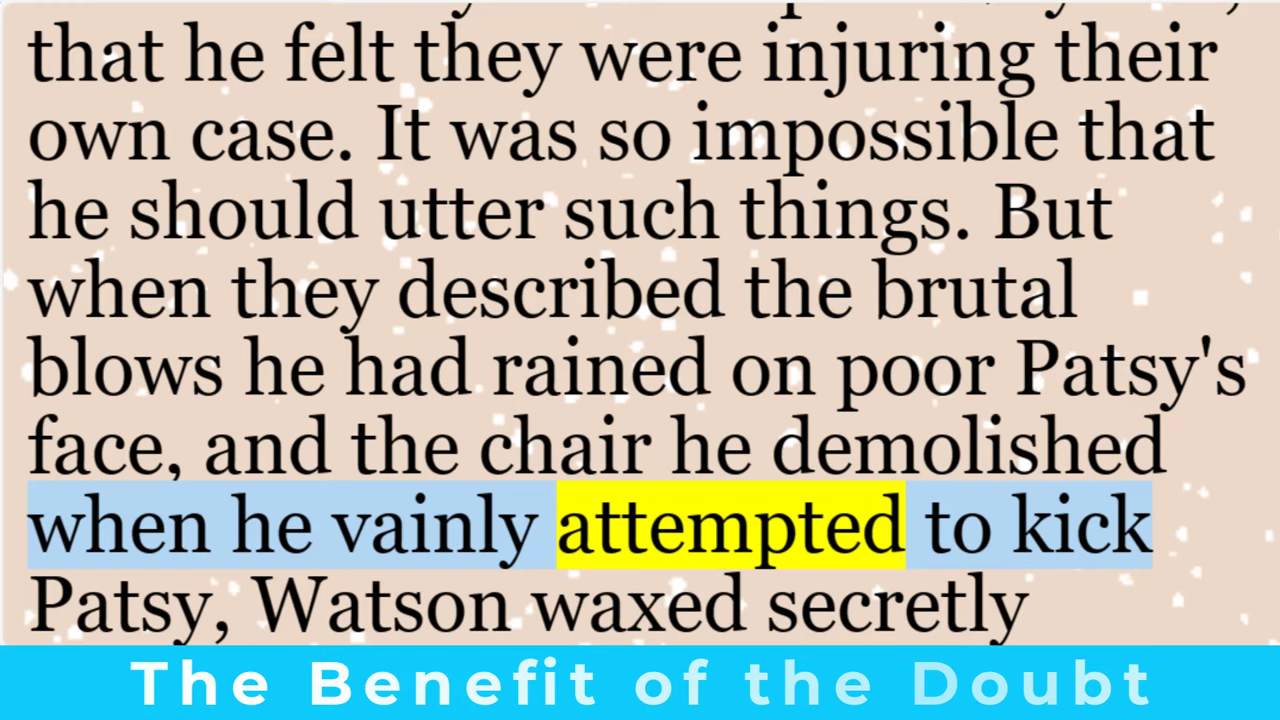 that he felt they were injuring their
own case. It was so impossible that
he should utter such things. But
when they described the brutal
blows he had rained on poor Patsy's
face, and the chair he demolished
when he vainly attempted to kick
Patsy, Watson waxed secretly
The Benefit of the Doubt